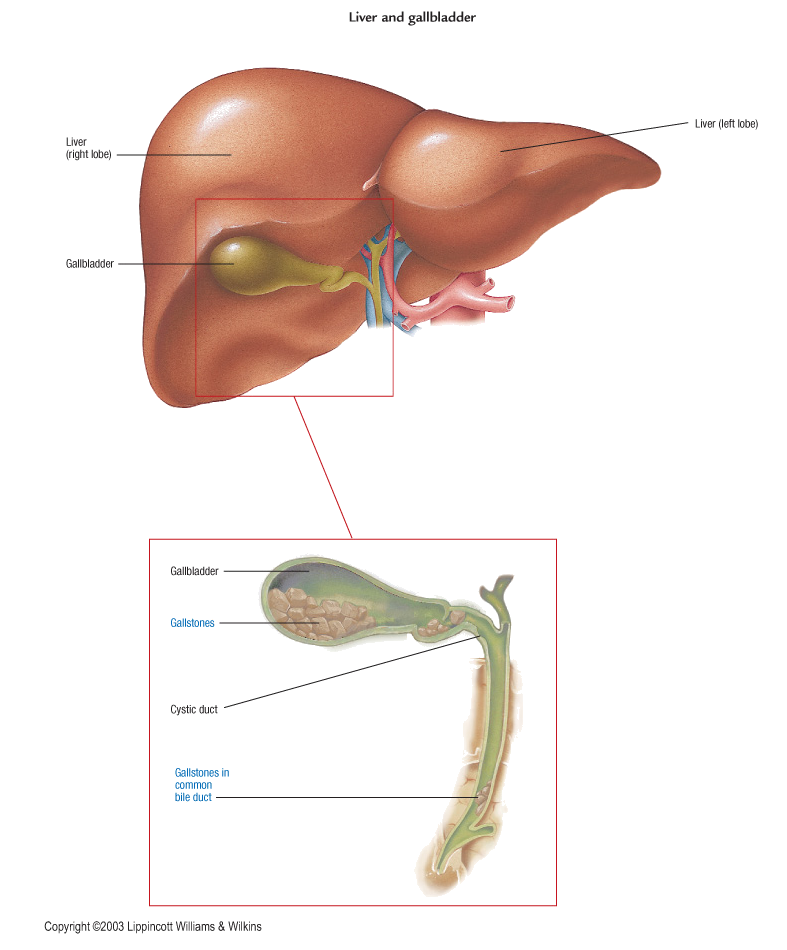 Liver and gallbladder
Liver (left lobe)
Liver
(right lobe)
Gallbladder
Gallbladder
Gallstones
Cystic duct
Gallstones in
common
bile duct
Copyright ©2003 Lippincott Williams & Wilkins